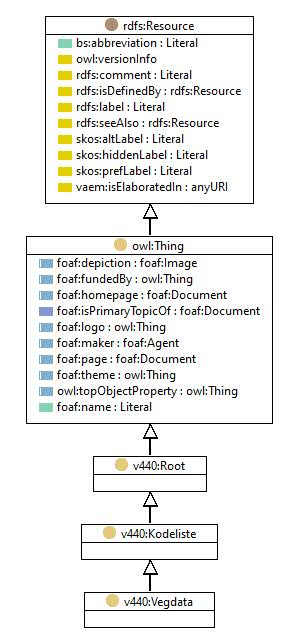 rdfs:Resource
bs:abbreviation : Literal
owl:versionInfo
rdfs:comment : Literal
rdfs:isDefinedBy : rdfs:Resource
rdfs:label : Literal
rdfs:seeAlso : rdfs:Resource
skos:altLabel : Literal
skos:hiddenLabel : Literal
skos:prefLabel : Literal
vaem:isElaboratedIn : anyURI
owl:Thing
foaf:depiction : foaf:Image
foaf:fundedBy : owl:Thing
foaf:homepage : foaf:Document
foaf:isPrimaryTopicOf : foaf:Document
foaf:logo : owl:Thing
foaf:maker : foaf:Agent
foaf:page : foaf:Document
foaf:theme : owl:Thing
owl:topObjectProperty : owl:Thing
foaf:name : Literal
v440:Root
v440:Kodeliste
v440:Vegdata